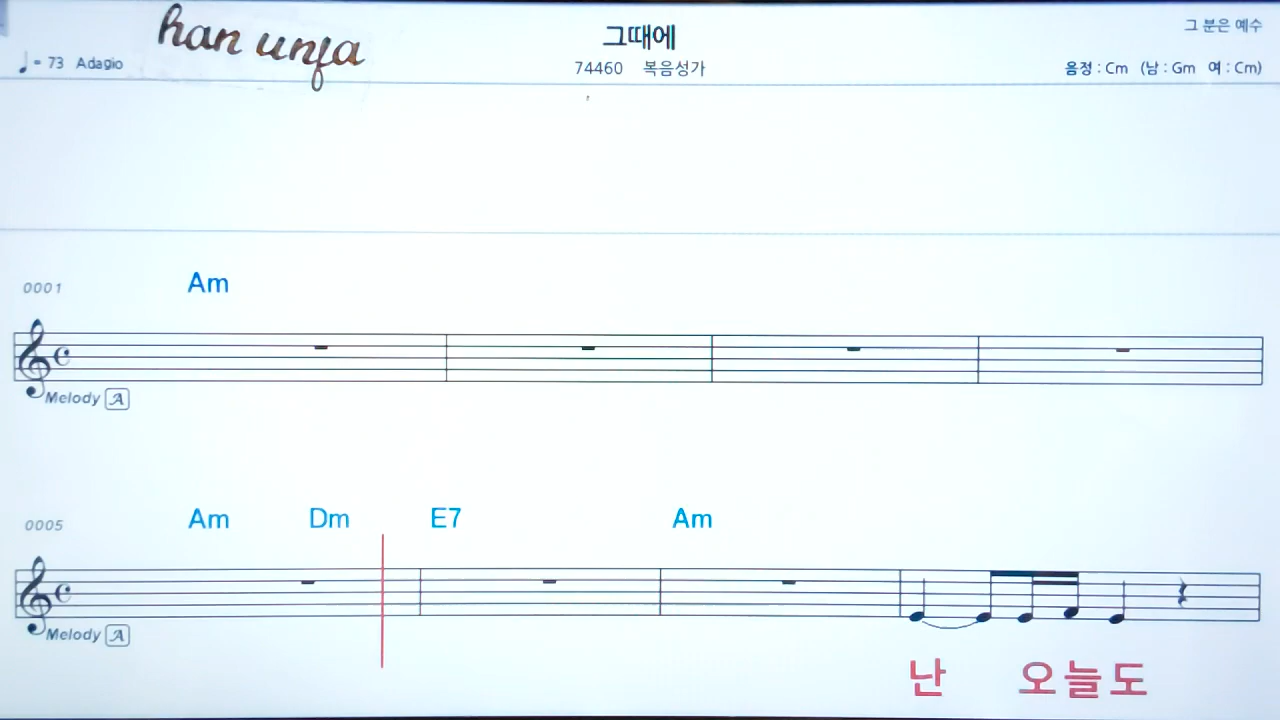 han unja
그때에
그 분은 예수
♩= 73 Adagio
74460 복음성가
음정 : Cm (남 : Gm 여 : Cm)
0001 Am
Melody A
0005 Am Dm E7 Am
Melody A
난 오늘도